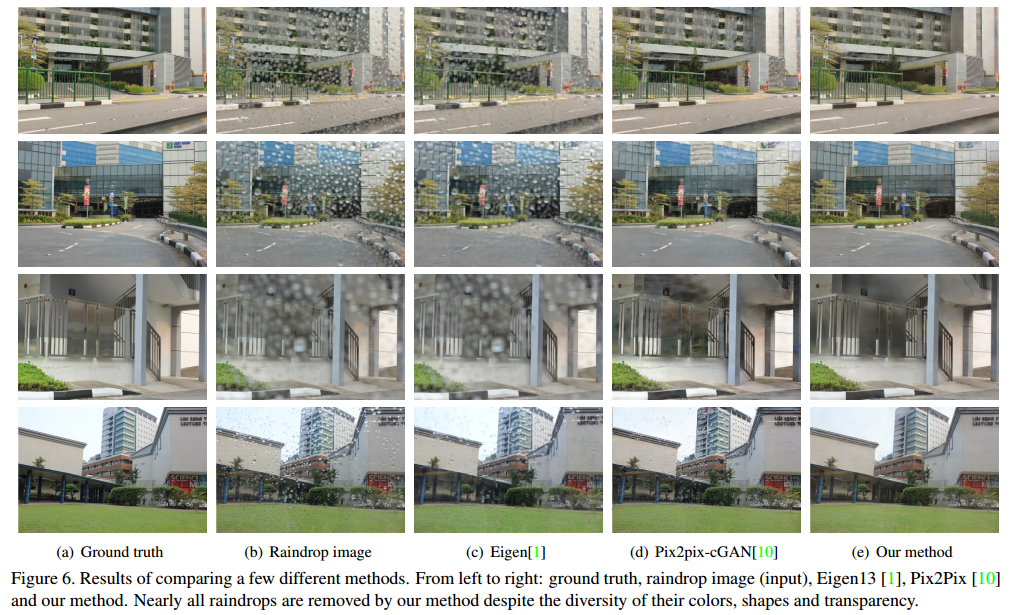 (a) Ground truth
(b) Raindrop image
(c) Eigen[1]
(d) Pix2pix-cGAN[10]
(e) Our method
Figure 6. Results of comparing a few different methods. From left to right: ground truth, raindrop image (input), Eigen13 [1], Pix2Pix [10]
and our method. Nearly all raindrops are removed by our method despite the diversity of their colors, shapes and transparency.